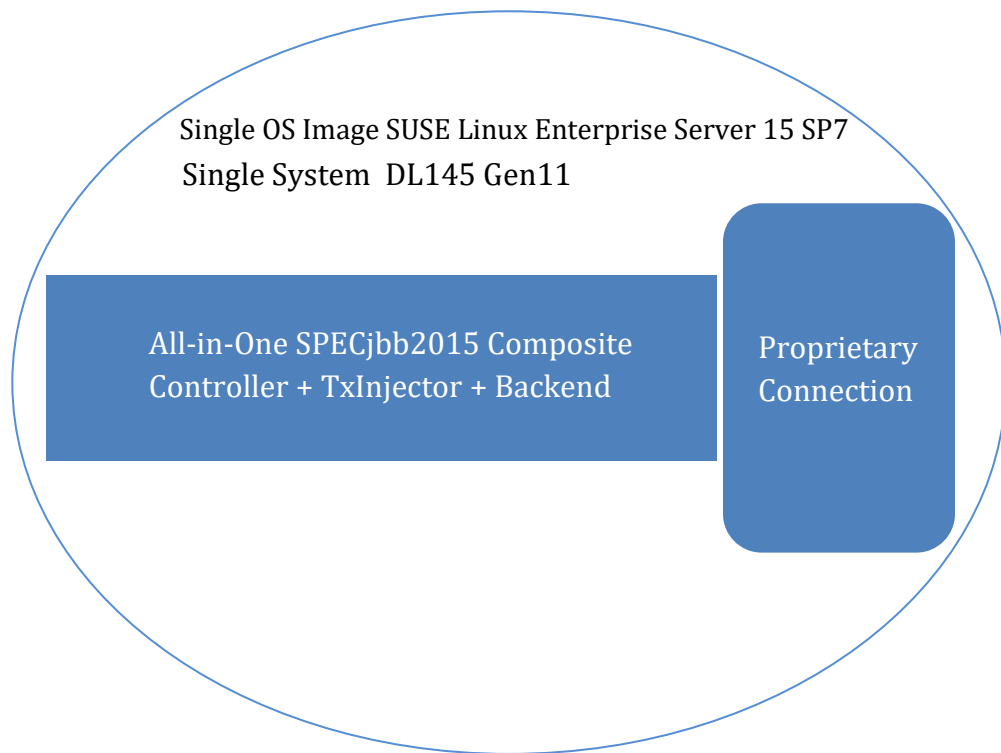 Single OS Image SUSE Linux Enterprise Server 15 SP7
Single System DL145 Gen11
All-in-One SPECjbb2015 Composite
Controller + TxInjector + Backend
Proprietary
Connection